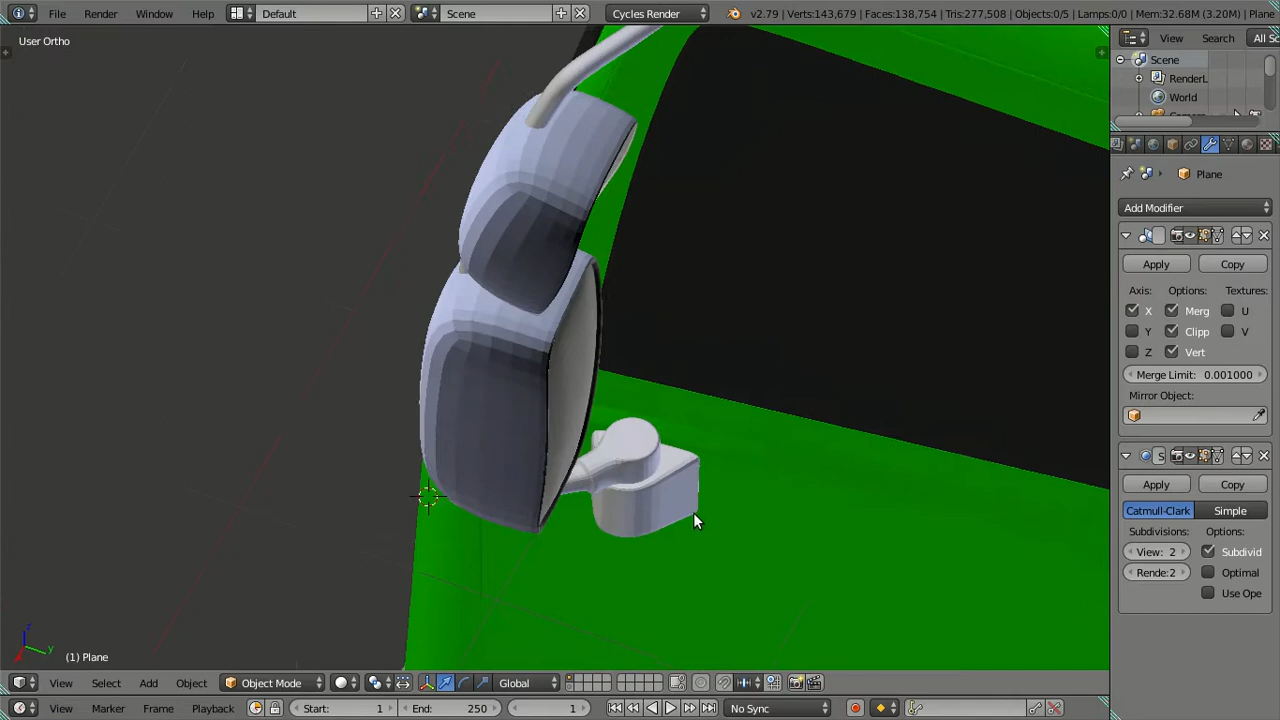 File Render Window Help Default Scene Cycles Render v2.79 | Verts:143,679 | Faces:138,754 | Tris:277,508 | Objects:0/5 | Lamps:0/0 | Mem:32.68M (3.20M) | Plane
User Ortho
View Search All Sc
Scene
RenderL
World
Plane
Add Modifier
Apply Copy
Axis: Options: Textures:
X Merg U
Y Clipp V
Z Vert
Merge Limit: 0.001000
Mirror Object:
S
Apply Copy
Catmull-Clark Simple
Subdivisions: Options:
View: 2 Subdivid
Rende:2 Optimal
Use Ope
z
y
(1) Plane
View Select Add Object Object Mode Global
View Marker Frame Playback Start: 1 End: 250 1 No Sync